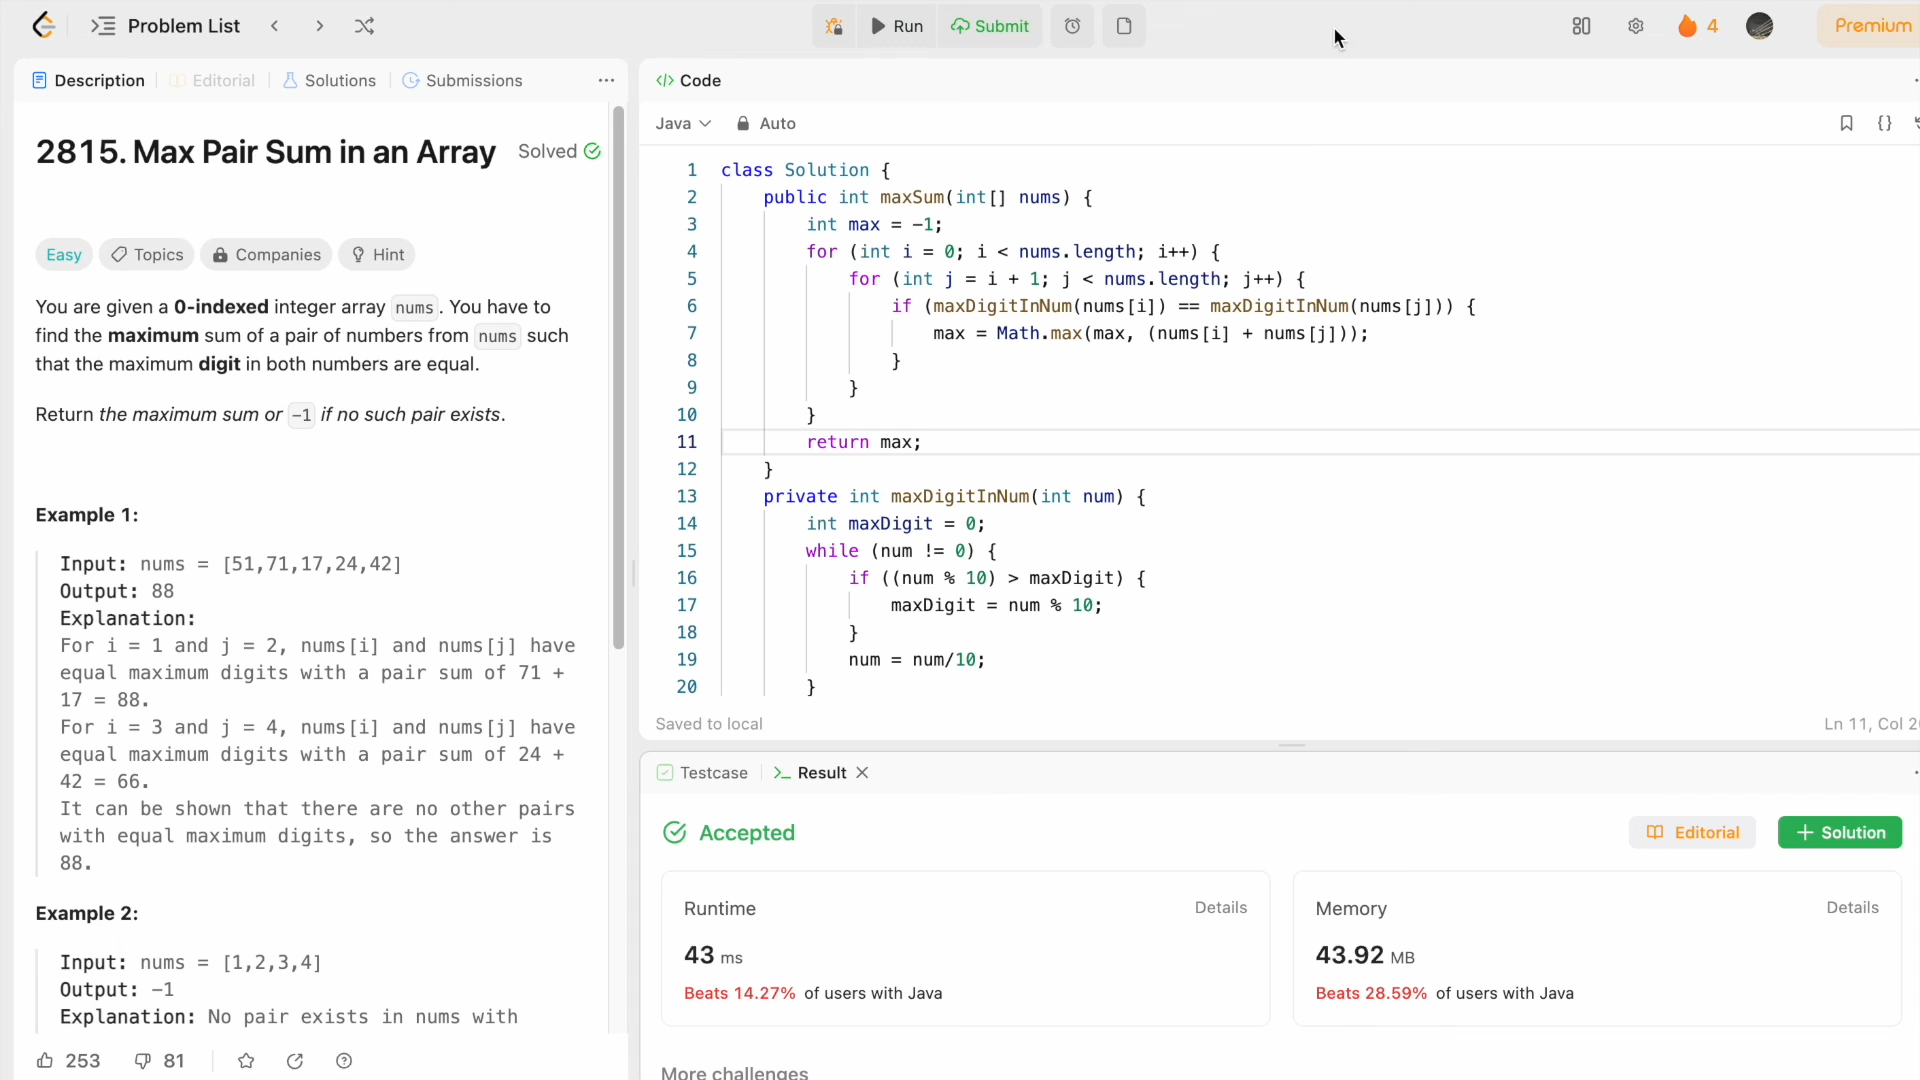 Problem List
Run
Submit
4
Premium
Description
Editorial
Solutions
Submissions
Code
Java
Auto
2815. Max Pair Sum in an Array
Solved
Easy
Topics
Companies
Hint
You are given a 0-indexed integer array nums. You have to
find the maximum sum of a pair of numbers from nums such
that the maximum digit in both numbers are equal.
Return the maximum sum or -1 if no such pair exists.
Example 1:
Input: nums = [51,71,17,24,42]
Output: 88
Explanation:
For i = 1 and j = 2, nums[i] and nums[j] have
equal maximum digits with a pair sum of 71 +
17 = 88.
For i = 3 and j = 4, nums[i] and nums[j] have
equal maximum digits with a pair sum of 24 +
42 = 66.
It can be shown that there are no other pairs
with equal maximum digits, so the answer is
88.
Example 2:
Input: nums = [1,2,3,4]
Output: -1
Explanation: No pair exists in nums with
253
81
1 class Solution {
2 public int maxSum(int[] nums) {
3 int max = -1;
4 for (int i = 0; i < nums.length; i++) {
5 for (int j = i + 1; j < nums.length; j++) {
6 if (maxDigitInNum(nums[i]) == maxDigitInNum(nums[j])) {
7 max = Math.max(max, (nums[i] + nums[j]));
8 }
9 }
10 }
11 return max;
12 }
13 private int maxDigitInNum(int num) {
14 int maxDigit = 0;
15 while (num != 0) {
16 if ((num % 10) > maxDigit) {
17 maxDigit = num % 10;
18 }
19 num = num/10;
20 }
Saved to local
Ln 11, Col
Testcase
Result
Accepted
Editorial
Solution
Runtime
Details
43 ms
Beats 14.27% of users with Java
Memory
Details
43.92 MB
Beats 28.59% of users with Java
More challenges